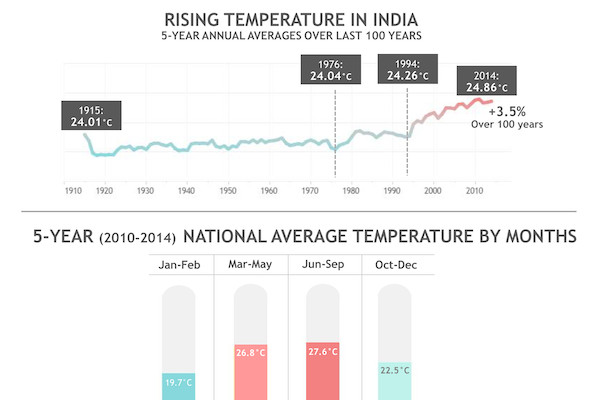 RISING TEMPERATURE IN INDIA
5-YEAR ANNUAL AVERAGES OVER LAST 100 YEARS
1915:
24.01°C
1976:
24.04°C
1994:
24.26°C
2014:
24.86°C
+3.5%
Over 100 years
1910 1920 1930 1940 1950 1960 1970 1980 1990 2000 2010
5-YEAR (2010-2014) NATIONAL AVERAGE TEMPERATURE BY MONTHS
Jan-Feb Mar-May Jun-Sep Oct-Dec
19.7°C 26.8°C 27.6°C 22.5°C